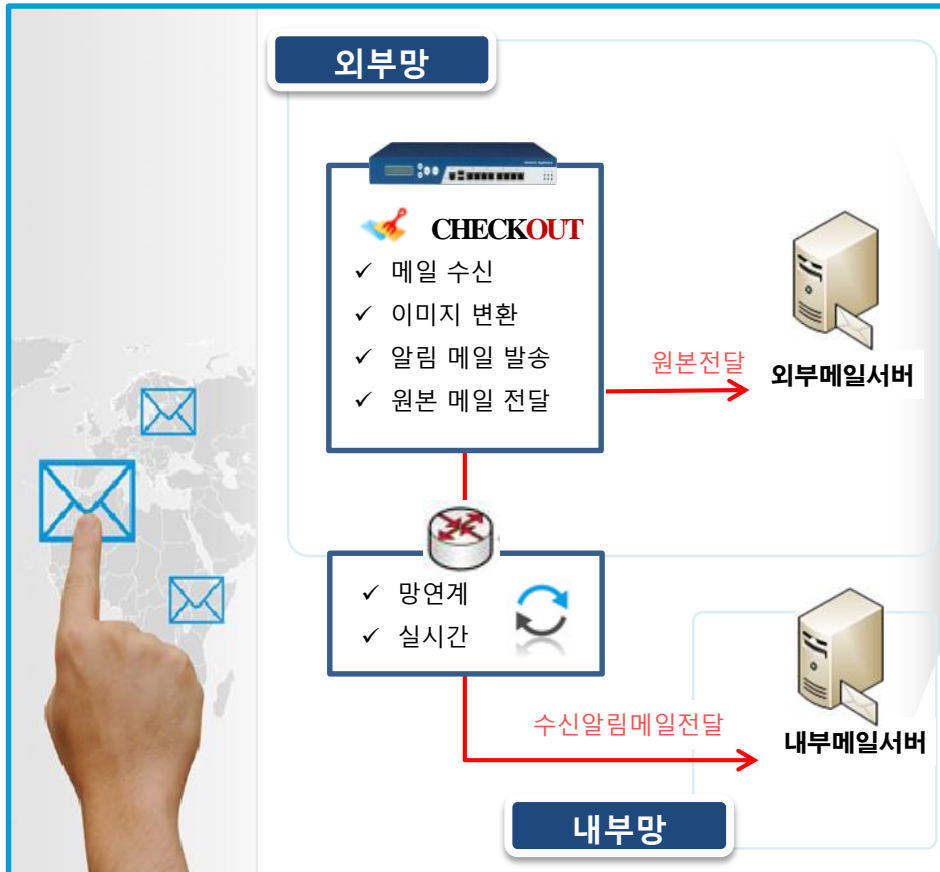 외부망
CHECKOUT
✓ 메일 수신
✓ 이미지 변환
✓ 알림 메일 발송
✓ 원본 메일 전달
원본전달
외부메일서버
✓ 망연계
✓ 실시간
수신알림메일전달
내부메일서버
내부망